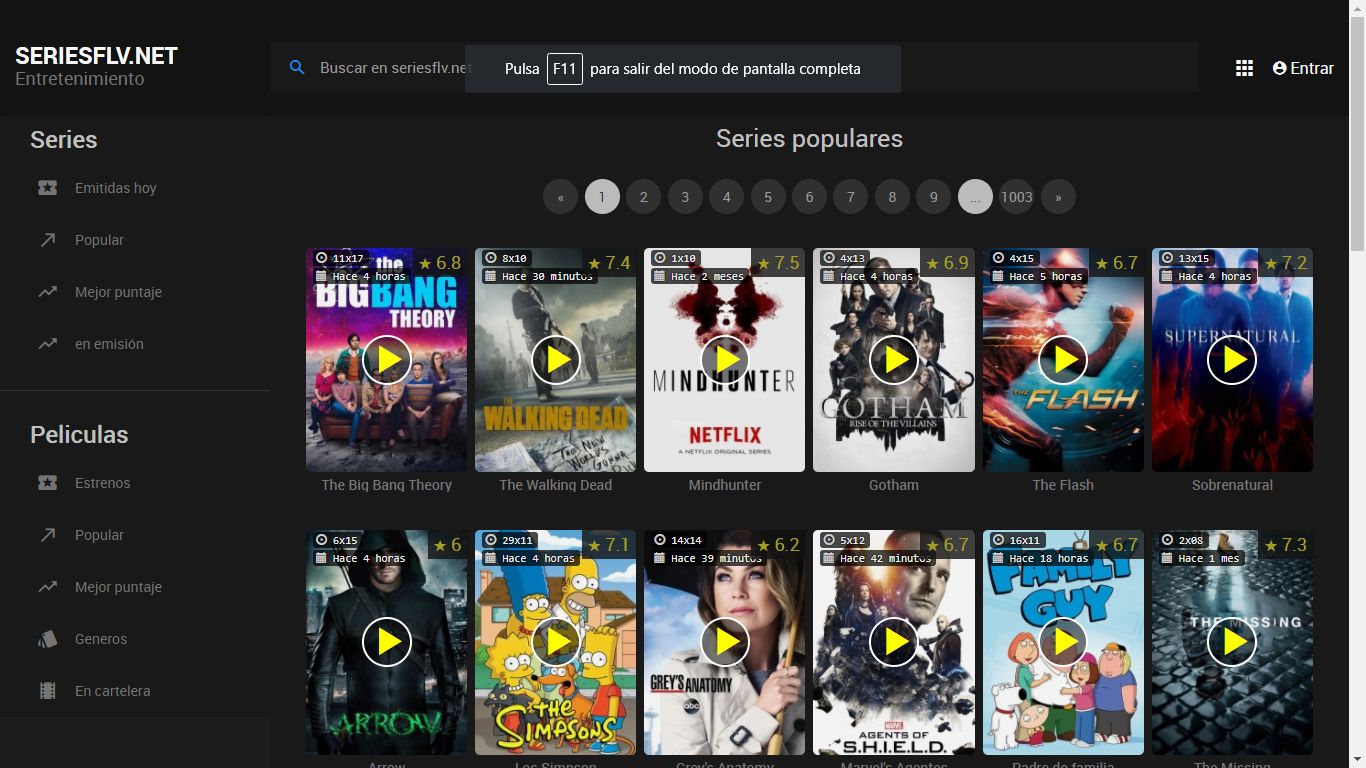 SERIESFLV.NET
Entretenimiento
Buscar en seriesflv.net
Pulsa F11 para salir del modo de pantalla completa
Entrar
Series
Emitidas hoy
Popular
Mejor puntaje
en emisión
Peliculas
Estrenos
Popular
Mejor puntaje
Generos
En cartelera
Series populares
« 1 2 3 4 5 6 7 8 9 ... 1003 »
11x17
★ 6.8
Hace 4 horas
the
BIG BANG
THEORY
The Big Bang Theory
8x10
★ 7.4
Hace 30 minutos
THE
WALKING DEAD
The Walking Dead
1x10
★ 7.5
Hace 2 meses
MINDHUNTER
NETFLIX
A NETFLIX ORIGINAL SERIES
Mindhunter
4x13
★ 6.9
Hace 4 horas
GOTHAM
RISE OF THE VILLAINS
Gotham
4x15
★ 6.7
Hace 5 horas
THE
FLASH
The Flash
13x15
★ 7.2
Hace 4 horas
SUPERNATURAL
Sobrenatural
6x15
★ 6
Hace 4 horas
ARROW
Arrow
29x11
★ 7.1
Hace 4 horas
THE
SIMPSONS
Los Simpson
14x14
★ 6.2
Hace 39 minutos
GREY'S ANATOMY
abc
Grey's Anatomy
5x12
★ 6.7
Hace 42 minutos
MARVEL
AGENTS OF
S.H.I.E.L.D.
Marvel's Agentes
16x11
★ 6.7
Hace 18 horas
FAMILY
GUY
Padre de familia
2x08
★ 7.3
Hace 1 mes
THE MISSING
The Missing